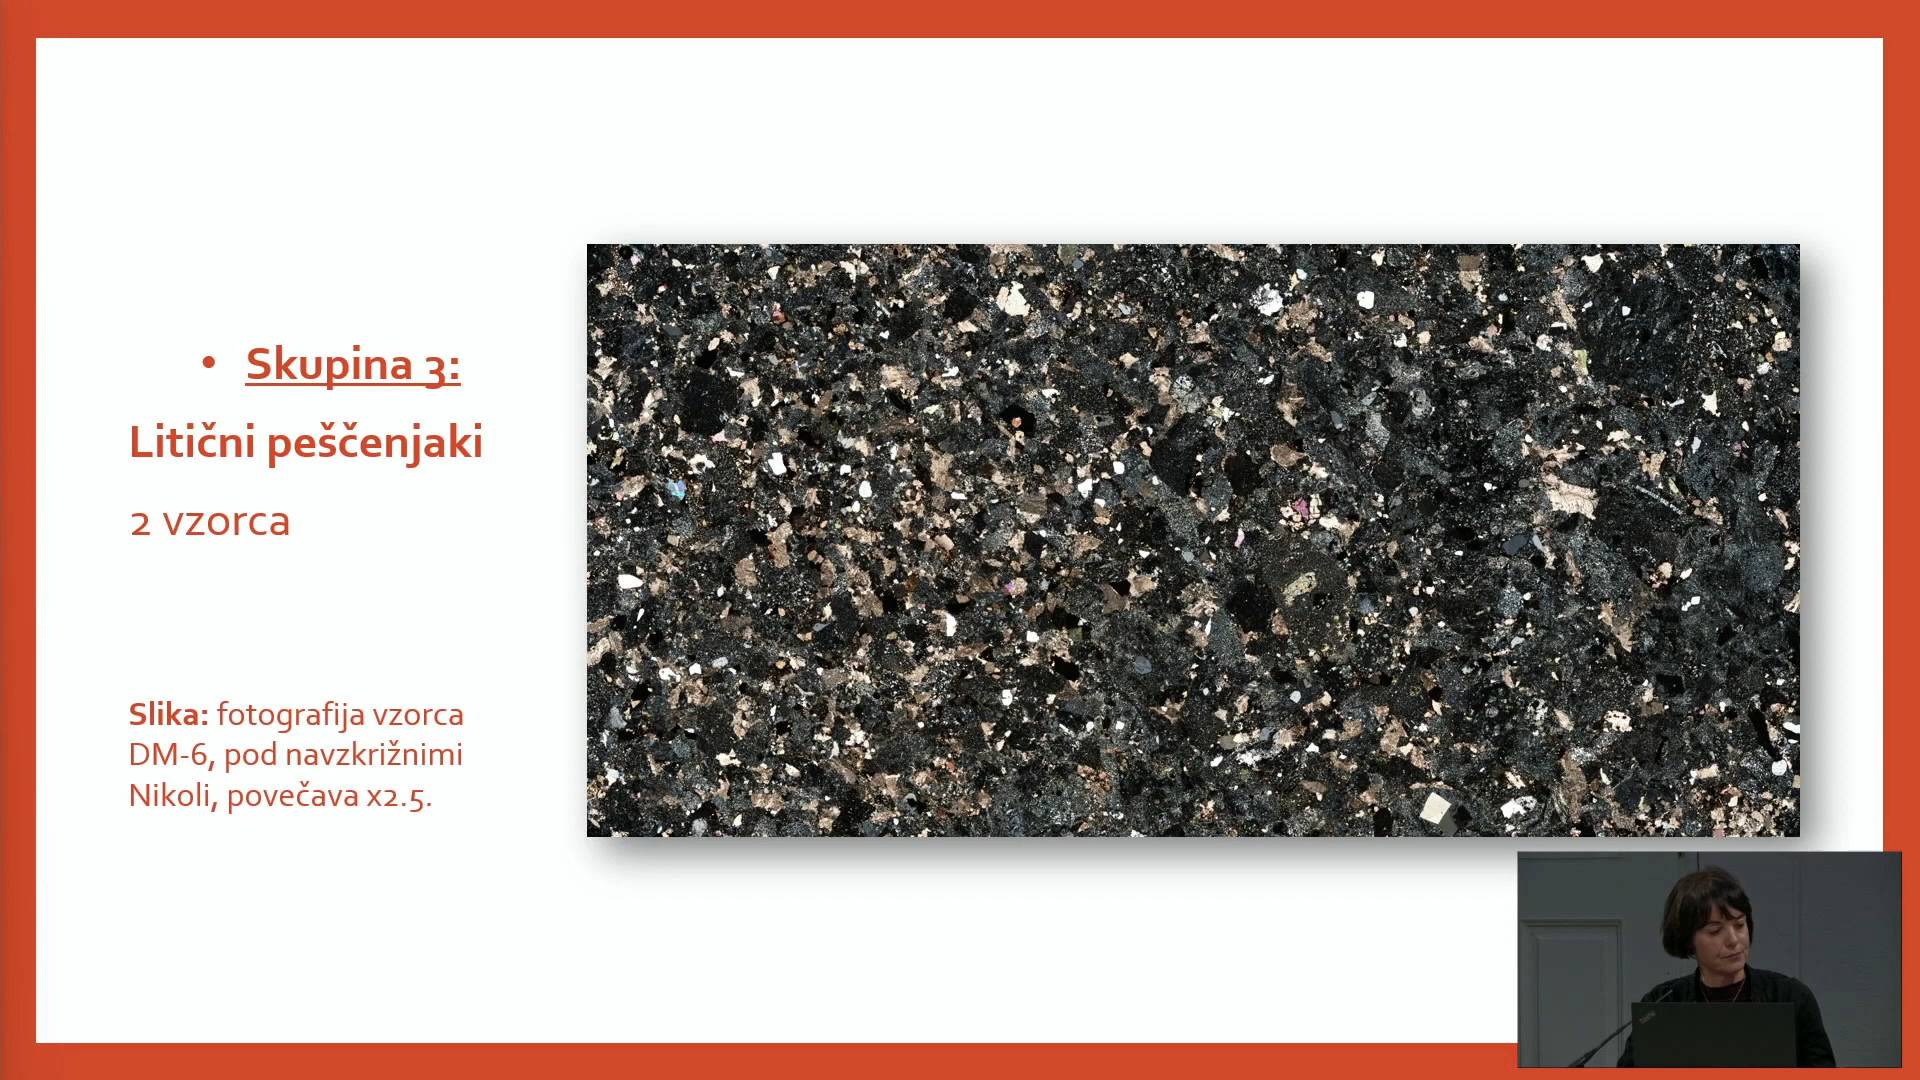 • Skupina 3:
Litični peščenjaki
2 vzorca
Slika: fotografija vzorca
DM-6, pod navzkrižnimi
Nikoli, povečava x2.5.